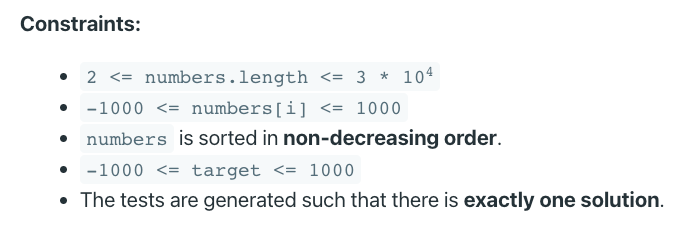 Constraints:
2 <= numbers.length <= 3 * 10⁴
-1000 <= numbers[i] <= 1000
numbers is sorted in non-decreasing order.
-1000 <= target <= 1000
The tests are generated such that there is exactly one solution.